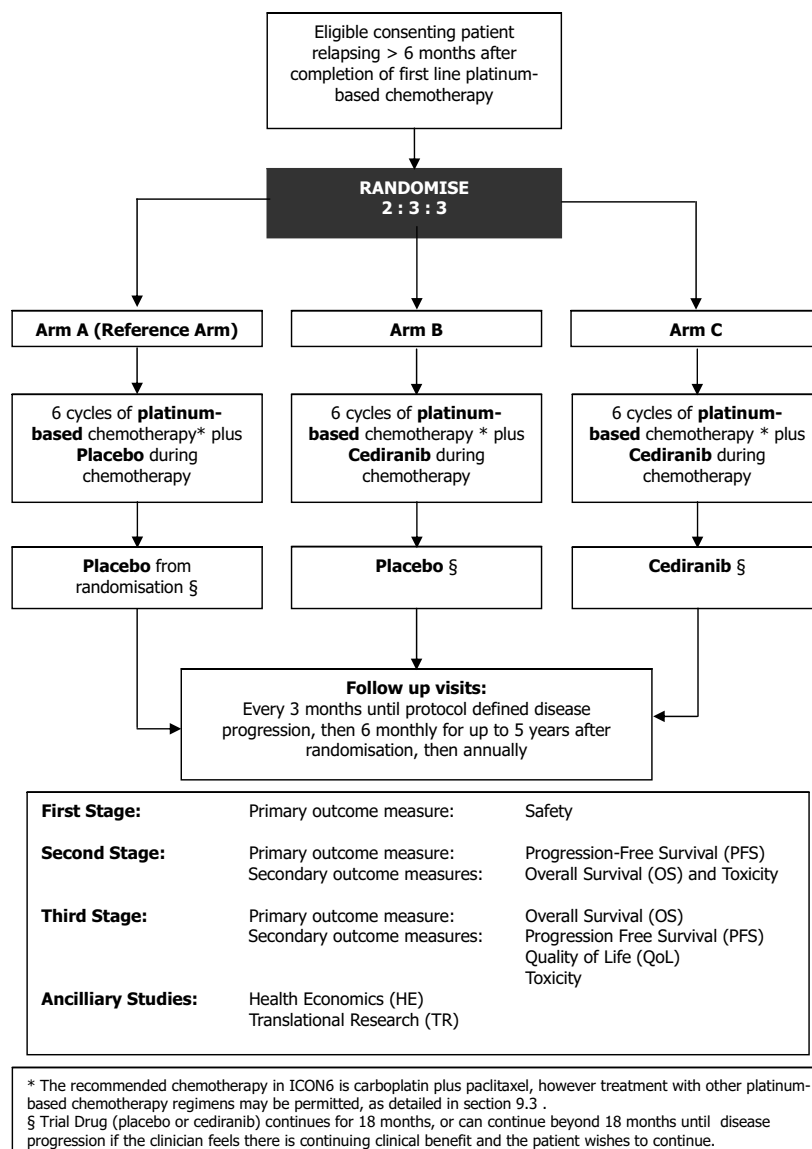 Eligible consenting patient
relapsing > 6 months after
completion of first line platinum-
based chemotherapy
RANDOMISE
2 : 3 : 3
Arm A (Reference Arm)
Arm B
Arm C
6 cycles of platinum-
based chemotherapy* plus
Placebo during
chemotherapy
6 cycles of platinum-
based chemotherapy * plus
Cediranib during
chemotherapy
6 cycles of platinum-
based chemotherapy * plus
Cediranib during
chemotherapy
Placebo from
randomisation §
Placebo §
Cediranib §
Follow up visits:
Every 3 months until protocol defined disease
progression, then 6 monthly for up to 5 years after
randomisation, then annually
First Stage: Primary outcome measure: Safety
Second Stage: Primary outcome measure: Progression-Free Survival (PFS)
Secondary outcome measures: Overall Survival (OS) and Toxicity
Third Stage: Primary outcome measure: Overall Survival (OS)
Secondary outcome measures: Progression Free Survival (PFS)
Quality of Life (QoL)
Toxicity
Ancilliary Studies: Health Economics (HE)
Translational Research (TR)
* The recommended chemotherapy in ICON6 is carboplatin plus paclitaxel, however treatment with other platinum-
based chemotherapy regimens may be permitted, as detailed in section 9.3 .
§ Trial Drug (placebo or cediranib) continues for 18 months, or can continue beyond 18 months until disease
progression if the clinician feels there is continuing clinical benefit and the patient wishes to continue.